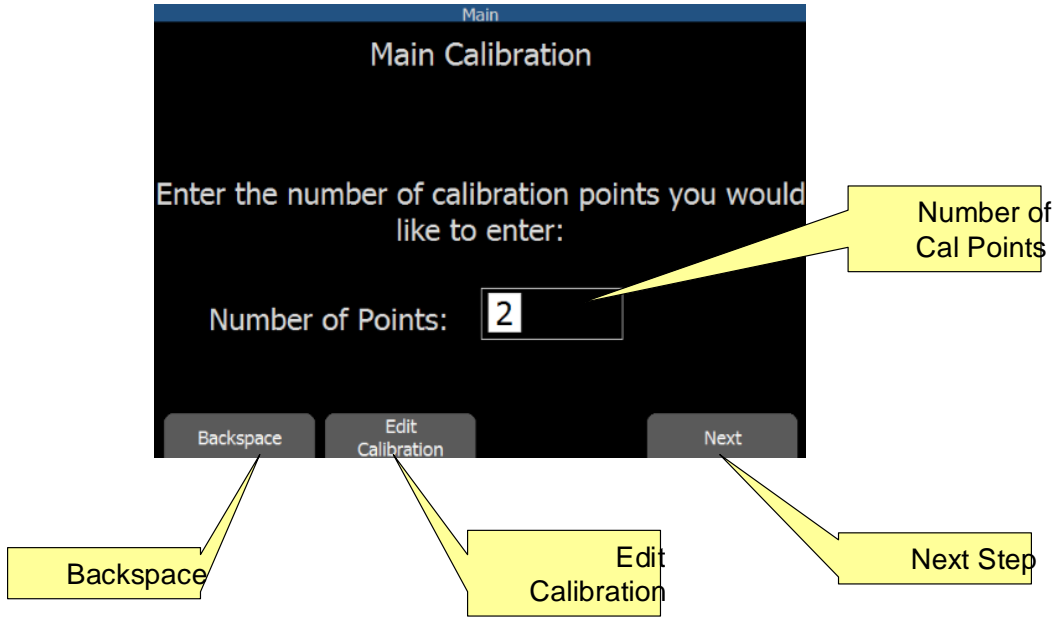 Main
Main Calibration
Enter the number of calibration points you would
like to enter:
Number of
Cal Points
Number of Points:
2
Backspace
Edit
Calibration
Next
Backspace
Edit
Calibration
Next Step